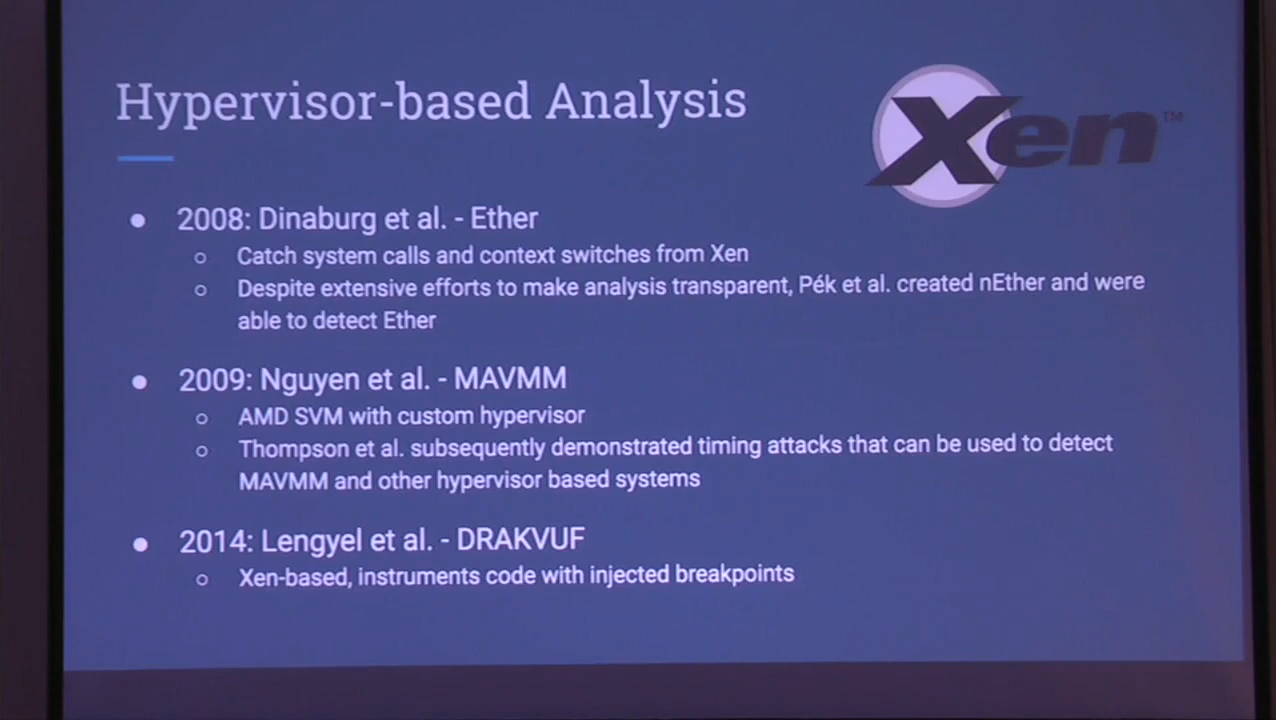 Hypervisor-based Analysis
Xen™
● 2008: Dinaburg et al. - Ether
○ Catch system calls and context switches from Xen
○ Despite extensive efforts to make analysis transparent, Pék et al. created nEther and were
able to detect Ether
● 2009: Nguyen et al. - MAVMM
○ AMD SVM with custom hypervisor
○ Thompson et al. subsequently demonstrated timing attacks that can be used to detect
MAVMM and other hypervisor based systems
● 2014: Lengyel et al. - DRAKVUF
○ Xen-based, instruments code with injected breakpoints